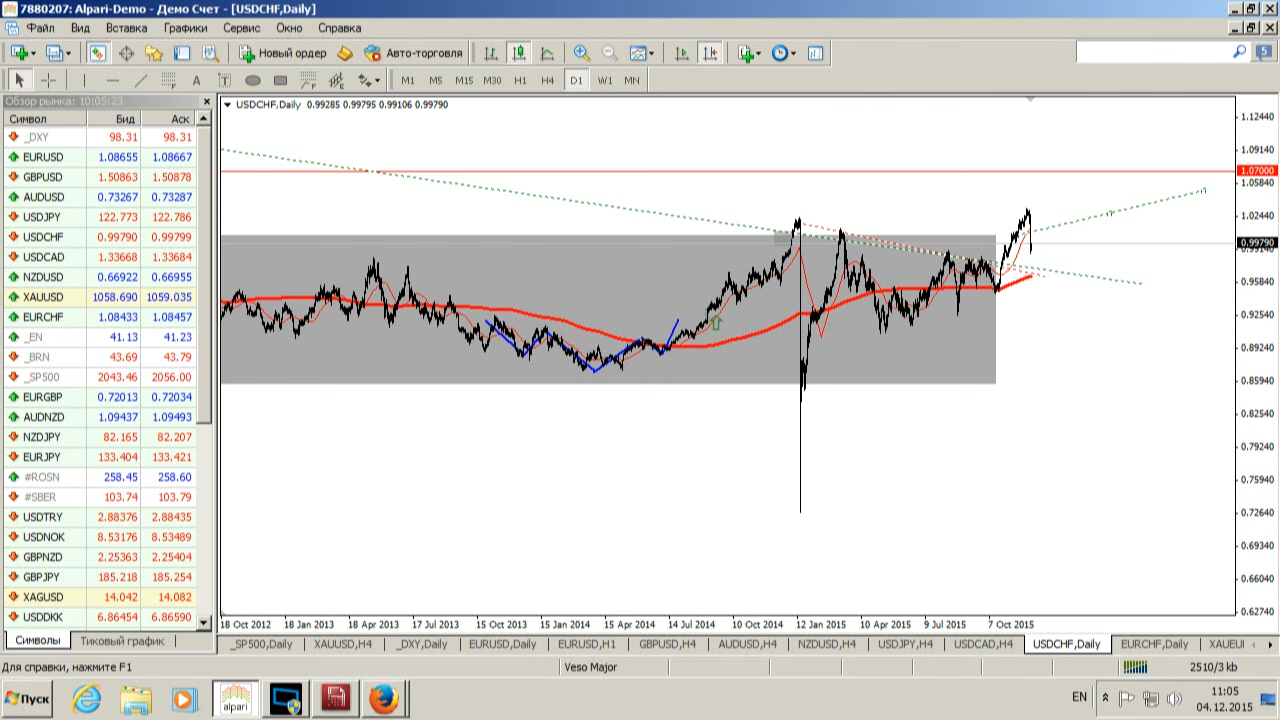 7880207: Alpari-Demo - Демо Счет - [USDCHF,Daily]
Файл Вид Вставка Графики Сервис Окно Справка
Новый ордер Авто-торговля 5
A T M1 M5 M15 M30 H1 H4 D1 W1 MN
Обзор рынка: 10:05:23
Символ Бид Аск
_DXY 98.31 98.31
EURUSD 1.08655 1.08667
GBPUSD 1.50863 1.50878
AUDUSD 0.73267 0.73287
USDJPY 122.773 122.786
USDCHF 0.99790 0.99799
USDCAD 1.33668 1.33684
NZDUSD 0.66922 0.66955
XAUUSD 1058.690 1059.035
EURCHF 1.08433 1.08457
_EN 41.13 41.23
_BRN 43.69 43.79
_SP500 2043.46 2056.00
EURGBP 0.72013 0.72034
AUDNZD 1.09437 1.09493
NZDJPY 82.165 82.207
EURJPY 133.404 133.421
#ROSN 258.45 258.60
#SBER 103.74 103.79
USDTRY 2.88376 2.88435
USDNOK 8.53177 8.53489
GBPNZD 2.25363 2.25404
GBPJPY 185.218 185.254
XAGUSD 14.042 14.082
USDDKK 6.86454 6.86590
Символы Тиковый график
USDCHF,Daily 0.99285 0.99795 0.99106 0.99790
1.12440
1.09140
1.07000
1.05840
1.02440
0.99790
0.99140
0.95840
0.92540
0.89240
0.85940
0.82540
0.79240
0.75940
0.72640
0.69340
0.66040
0.62740
18 Oct 2012 18 Jan 2013 18 Apr 2013 17 Jul 2013 15 Oct 2013 15 Jan 2014 15 Apr 2014 14 Jul 2014 10 Oct 2014 12 Jan 2015 10 Apr 2015 9 Jul 2015 7 Oct 2015
_SP500,Daily XAUUSD,H4 _DXY,Daily EURUSD,Daily EURUSD,H1 GBPUSD,H4 AUDUSD,H4 NZDUSD,H4 USDJPY,H4 USDCAD,H4 USDCHF,Daily EURCHF,Daily XAUEUI
Для справки, нажмите F1 Veso Major 2510/3 kb
Пуск alpari EN 11:05
04.12.2015